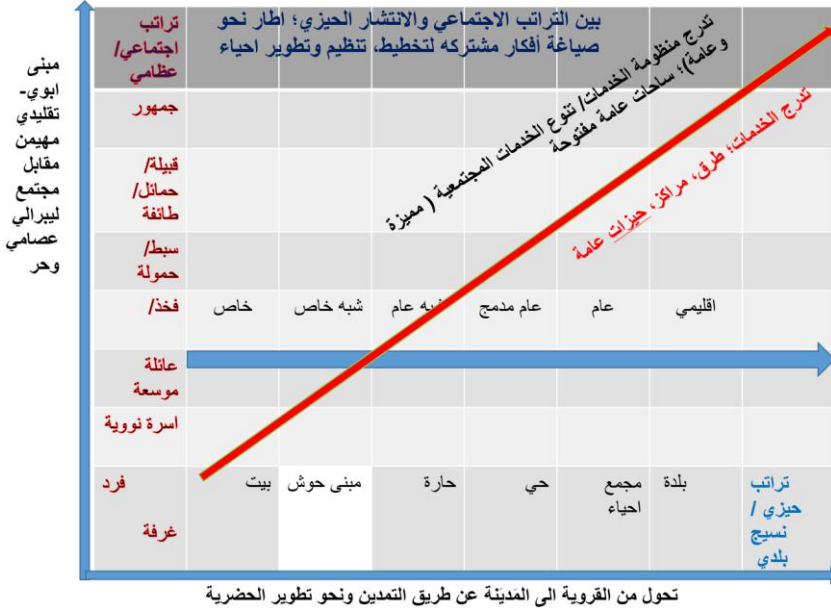 بين التراتب الاجتماعي والانتشار الحيزي؛ اطار نحو
صياغة أفكار مشتركه لتخطيط، تنظيم وتطوير احياء
تراتب
اجتماعي/
عظامي
مبنى
ابوي-
تقليدي
مهيمن
مقابل
مجتمع
ليبرالي
عصامي
وحر
تدرج منظومة الخدمات/ تنوع الخدمات المجتمعية ( مميزة
وعامة)؛ ساحات عامة مفتوحة
تدرج الخدمات؛ طرق، مراكز، حيزات عامة
جمهور
قبيلة/
حمائل/
طائفة
سبط/
حمولة
فخذ/ خاص شبه خاص شبه عام عام مدمج عام اقليمي
عائلة
موسعة
اسرة نووية
فرد بيت مبنى حوش حارة حي مجمع احياء بلدة
غرفة
تراتب
حيزي /
نسيج
بلدي
تحول من القروية الى المَدَيَنة عن طريق التمدين ونحو تطوير الحضرية